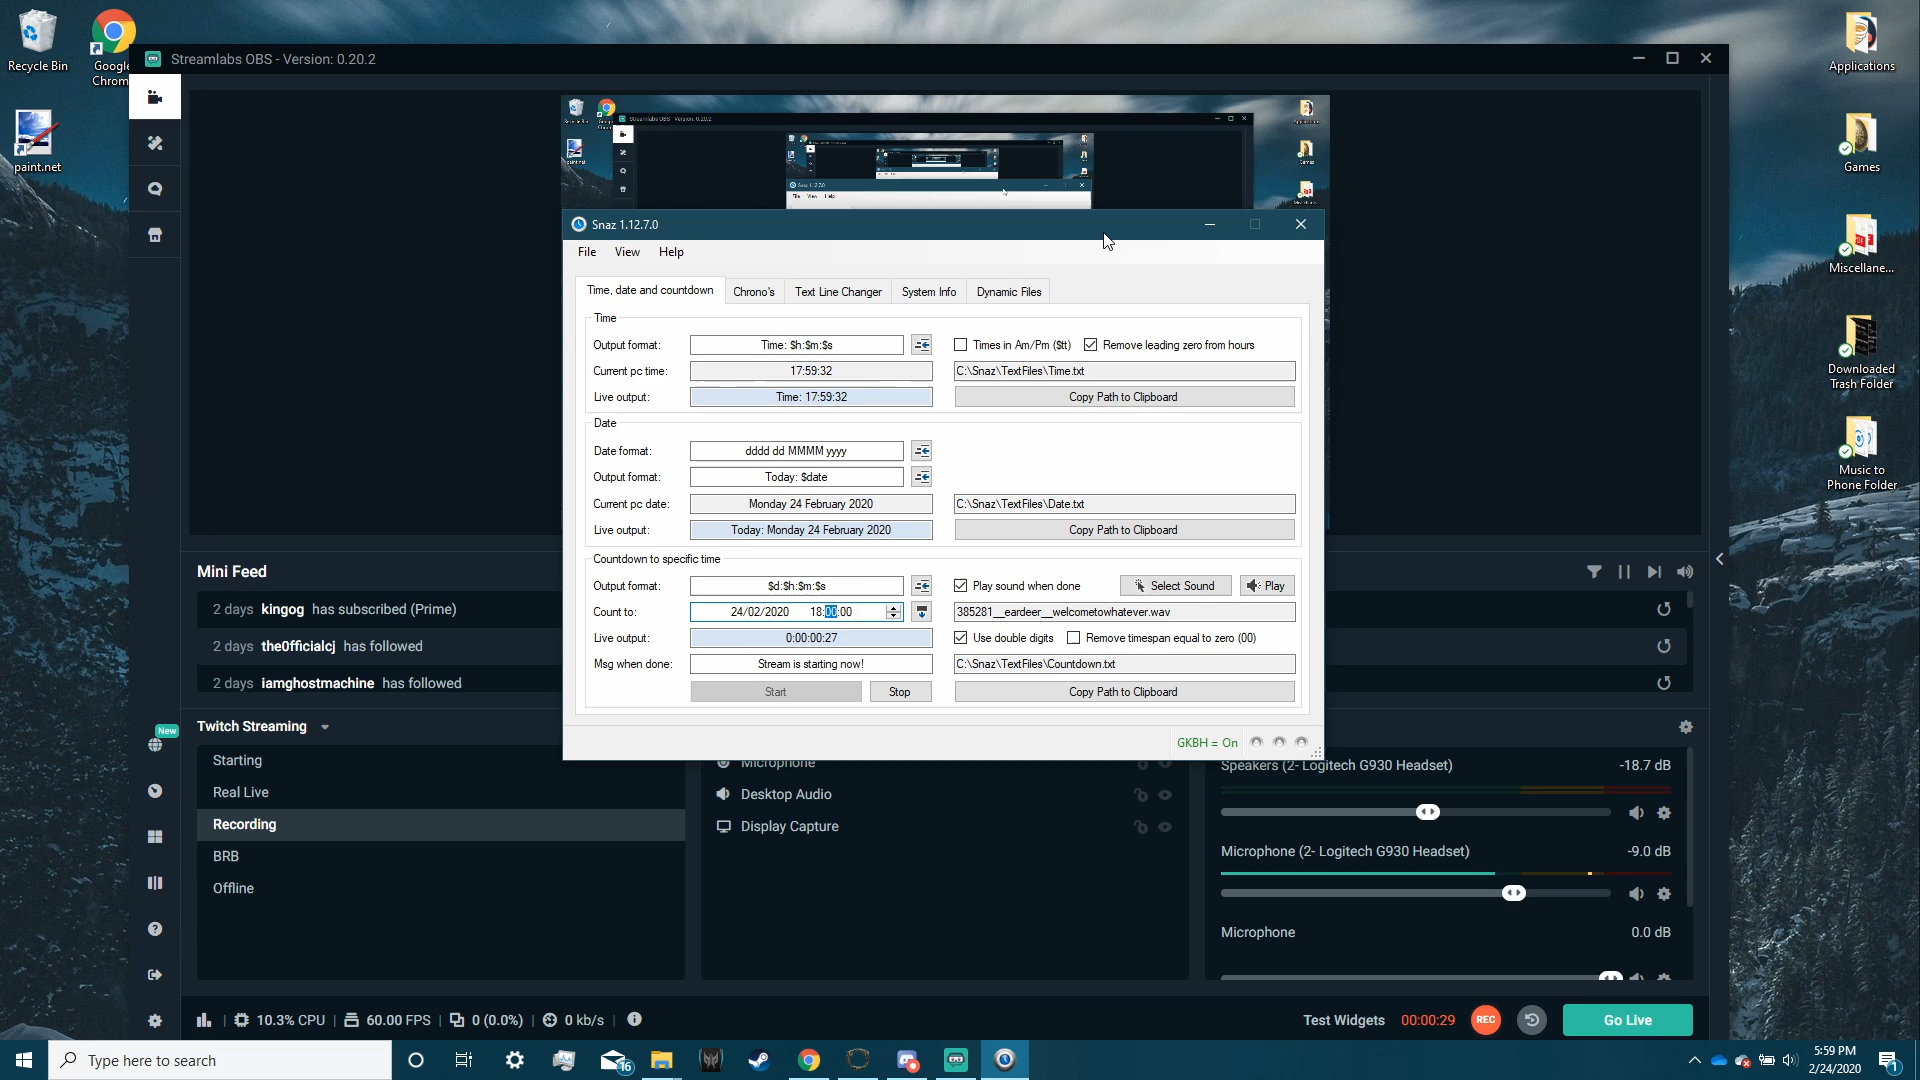 Recycle Bin
Google
Chrom
paint.net
Applications
Games
Miscellane...
Downloaded
Trash Folder
Music to
Phone Folder
Streamlabs OBS - Version: 0.20.2
Snaz 1.12.7.0
File View Help
Time, date and countdown Chrono's Text Line Changer System Info Dynamic Files
Time
Output format: Time: $h:$m:$s Times in Am/Pm ($tt) Remove leading zero from hours
Current pc time: 17:59:32 C:\Snaz\TextFiles\Time.txt
Live output: Time: 17:59:32 Copy Path to Clipboard
Date
Date format: dddd dd MMMM yyyy
Output format: Today: $date
Current pc date: Monday 24 February 2020 C:\Snaz\TextFiles\Date.txt
Live output: Today: Monday 24 February 2020 Copy Path to Clipboard
Countdown to specific time
Output format: $d:$h:$m:$s Play sound when done Select Sound Play
Count to: 24/02/2020 18:00:00 385281__eardeer__welcometowhatever.wav
Live output: 0:00:00:27 Use double digits Remove timespan equal to zero (00)
Msg when done: Stream is starting now! C:\Snaz\TextFiles\Countdown.txt
Start Stop Copy Path to Clipboard
GKBH = On
Mini Feed
2 days kingog has subscribed (Prime)
2 days the0fficialcj has followed
2 days iamghostmachine has followed
New
Twitch Streaming
Starting
Real Live
Recording
BRB
Offline
Microphone
Desktop Audio
Display Capture
Speakers (2- Logitech G930 Headset) -18.7 dB
Microphone (2- Logitech G930 Headset) -9.0 dB
Microphone 0.0 dB
10.3% CPU 60.00 FPS 0 (0.0%) 0 kb/s
Test Widgets 00:00:29 REC Go Live
Type here to search
16
5:59 PM
2/24/2020
1